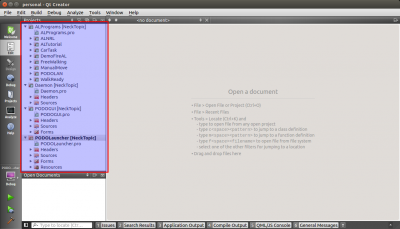 personal - Qt Creator
File Edit Build Debug Analyze Tools Window Help
Projects
<no document>
Welcome
Edit
Design
Debug
Projects
Analyze
Help
Debug
ALPrograms [NeckTopic]
ALPrograms.pro
ALNRL
ALTutorial
CarTask
DemoFinalAL
FreeWalking
ManualMove
PODOLAN
WalkReady
Daemon [NeckTopic]
Daemon.pro
Headers
Sources
PODOGUI [NeckTopic]
PODOGUI.pro
Headers
Sources
Forms
PODOLauncher [NeckTopic]
PODOLauncher.pro
Headers
Sources
Forms
Resources
Open Documents
Open a document
• File > Open File or Project (Ctrl+O)
• File > Recent Files
• Tools > Locate (Ctrl+K) and
- type to open file from any open project
- type c<space><pattern> to jump to a class definition
- type m<space><pattern> to jump to a function definition
- type f<space><filename> to open file from file system
- select one of the other filters for jumping to a location
• Drag and drop files here
Type to locate (Ctrl...
1 Issues
2 Search Results
3 Application Output
4 Compile Output
5 QML/JS Console
6 General Messages